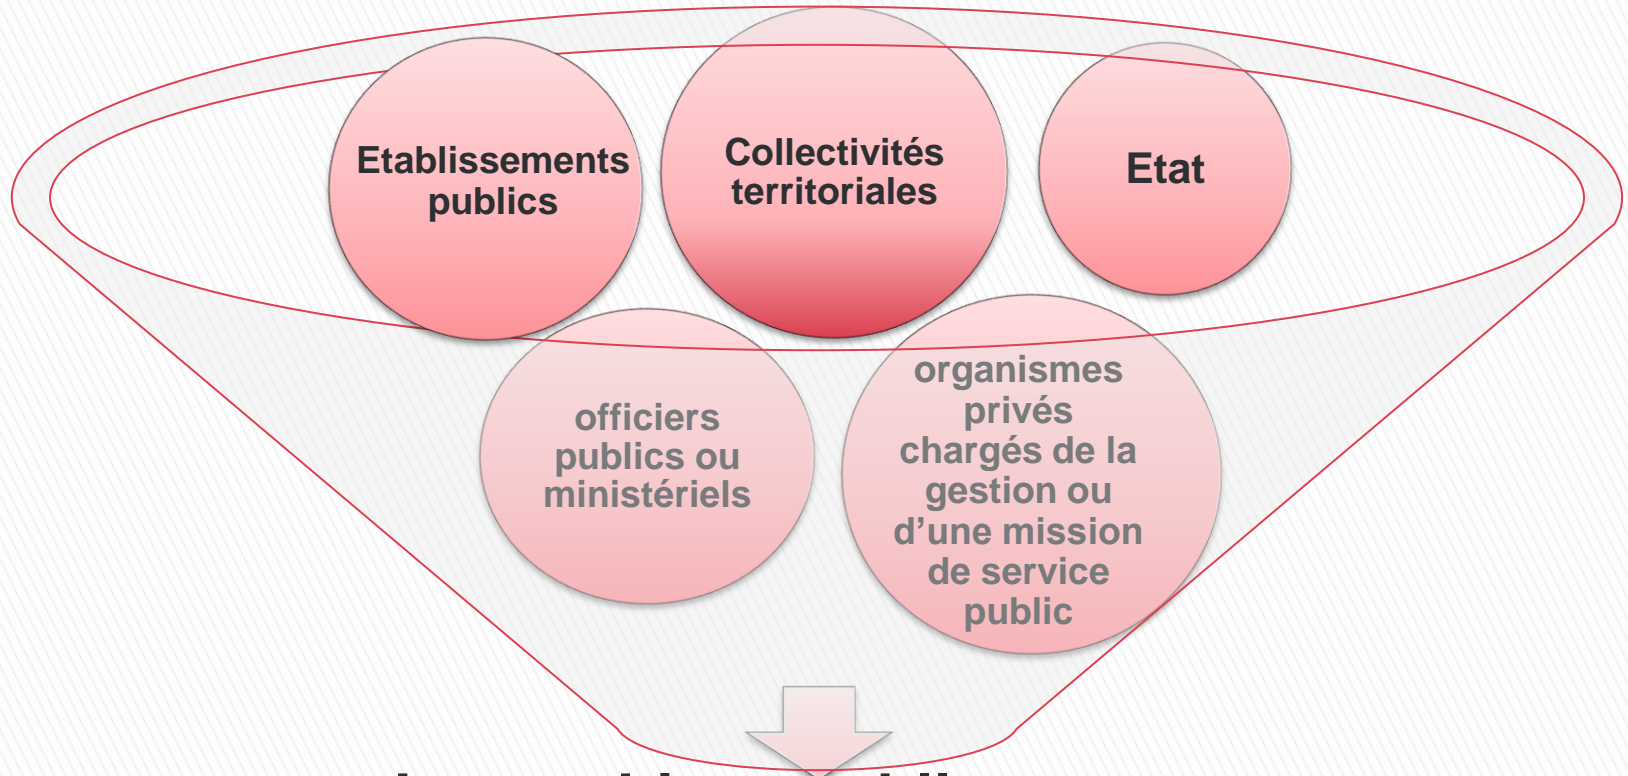 Etablissements
publics
Collectivités
territoriales
Etat
officiers
publics ou
ministériels
organismes
privés
chargés de la
gestion ou
d’une mission
de service
public